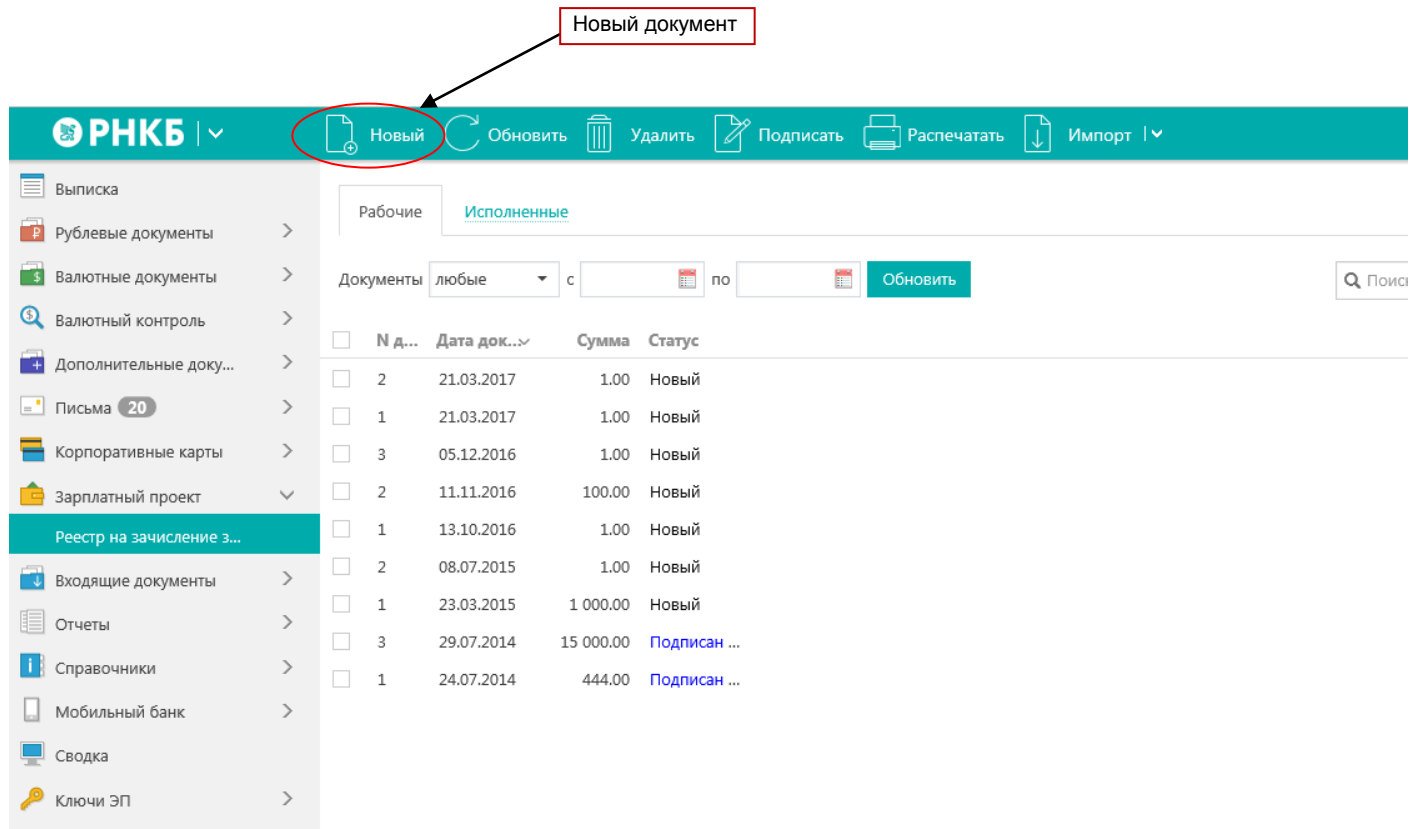 Новый документ
РНКБ
Новый Обновить Удалить Подписать Распечатать Импорт
Выписка
Рублевые документы
Валютные документы
Валютный контроль
Дополнительные доку...
Письма 20
Корпоративные карты
Зарплатный проект
Реестр на зачисление з...
Входящие документы
Отчеты
Справочники
Мобильный банк
Сводка
Ключи ЭП
Рабочие Исполненные
Документы любые с по Обновить Поиск
N д... Дата док... Сумма Статус
2 21.03.2017 1.00 Новый
1 21.03.2017 1.00 Новый
3 05.12.2016 1.00 Новый
2 11.11.2016 100.00 Новый
1 13.10.2016 1.00 Новый
2 08.07.2015 1.00 Новый
1 23.03.2015 1 000.00 Новый
3 29.07.2014 15 000.00 Подписан ...
1 24.07.2014 444.00 Подписан ...